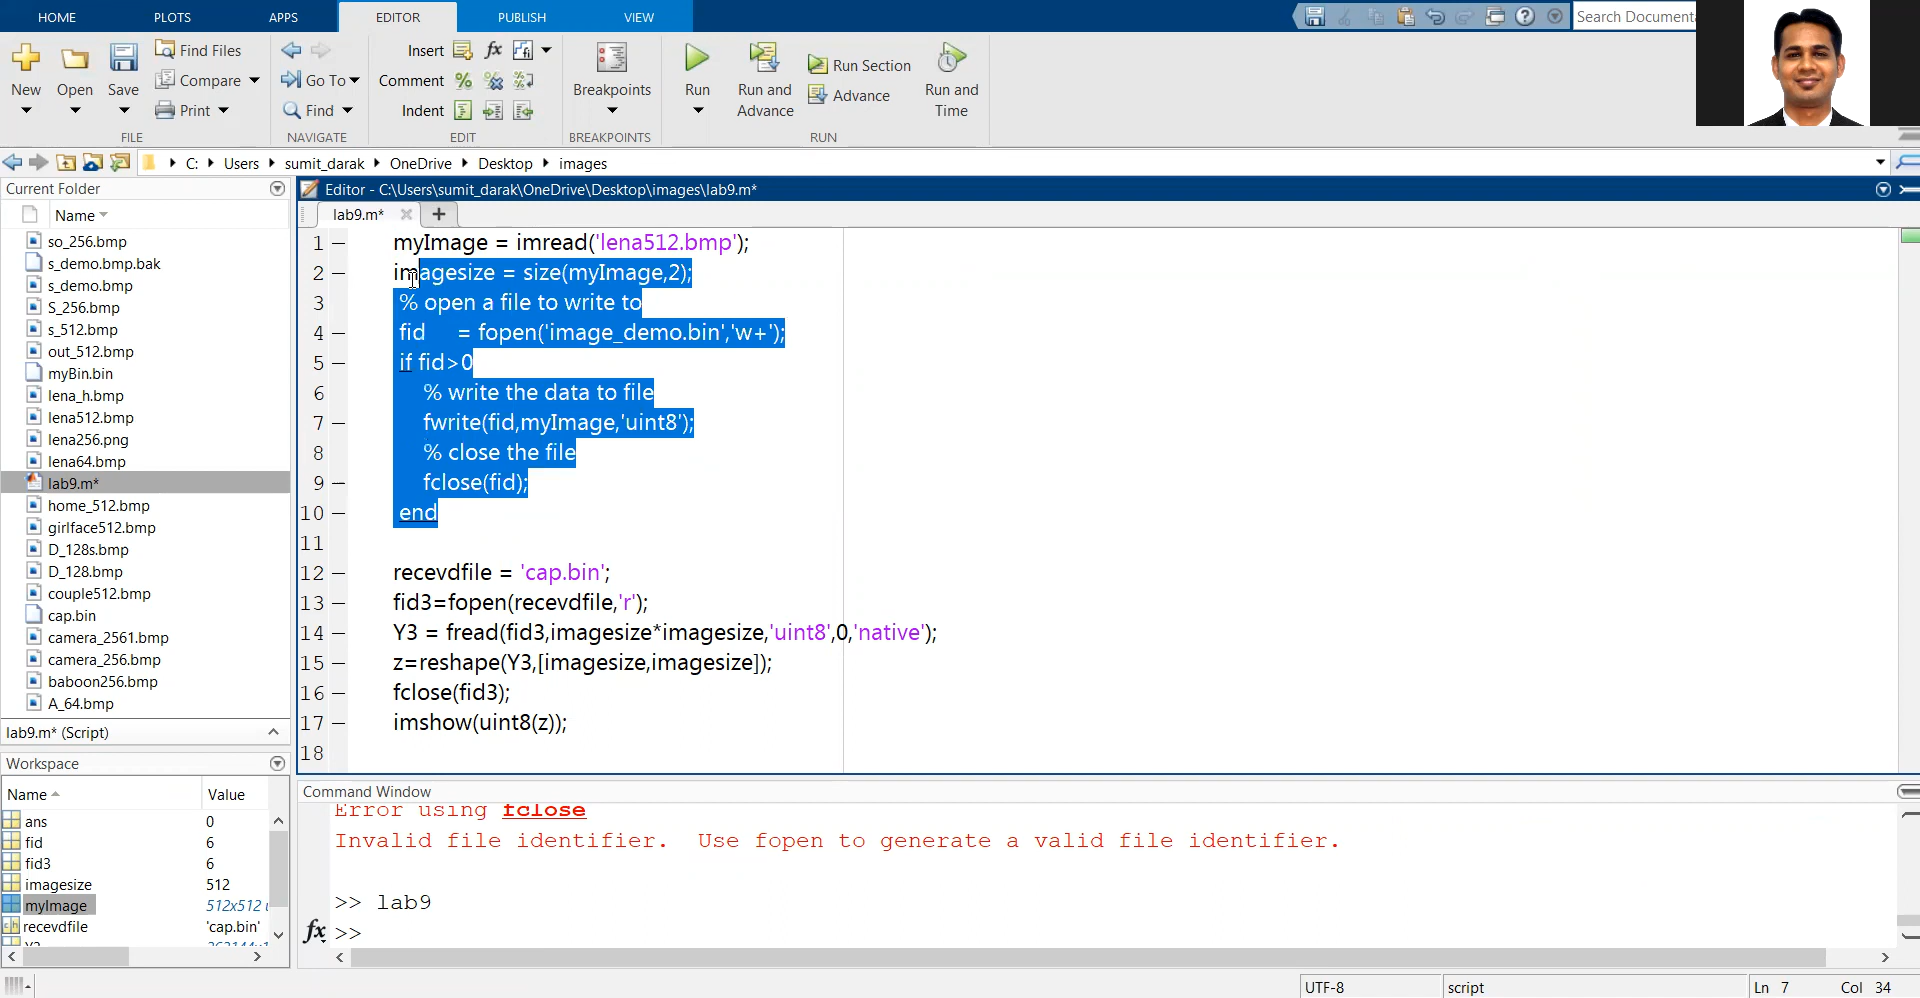 HOME PLOTS APPS EDITOR PUBLISH VIEW
Search Documenta
New Open Save Find Files Compare Print
FILE
Go To Find
NAVIGATE
Insert fx
Comment
Indent
EDIT
Breakpoints
BREAKPOINTS
Run Run and Advance Run Section Advance Run and Time
RUN
C: Users sumit_darak OneDrive Desktop images
Current Folder
Name
so_256.bmp
s_demo.bmp.bak
s_demo.bmp
S_256.bmp
s_512.bmp
out_512.bmp
myBin.bin
lena_h.bmp
lena512.bmp
lena256.png
lena64.bmp
lab9.m*
home_512.bmp
girlface512.bmp
D_128s.bmp
D_128.bmp
couple512.bmp
cap.bin
camera_2561.bmp
camera_256.bmp
baboon256.bmp
A_64.bmp
lab9.m* (Script)
Workspace
Name Value
ans 0
fid 6
fid3 6
imagesize 512
myImage 512x512 u
recevdfile 'cap.bin'
Editor - C:\Users\sumit_darak\OneDrive\Desktop\images\lab9.m*
lab9.m*
1 myImage = imread('lena512.bmp');
2 imagesize = size(myImage,2);
3 % open a file to write to
4 fid = fopen('image_demo.bin','w+');
5 if fid>0
6 % write the data to file
7 fwrite(fid,myImage,'uint8');
8 % close the file
9 fclose(fid);
10 end
11
12 recevdfile = 'cap.bin';
13 fid3=fopen(recevdfile,'r');
14 Y3 = fread(fid3,imagesize*imagesize,'uint8',0,'native');
15 z=reshape(Y3,[imagesize,imagesize]);
16 fclose(fid3);
17 imshow(uint8(z));
18
Command Window
Error using fclose
Invalid file identifier. Use fopen to generate a valid file identifier.
>> lab9
fx >>
UTF-8 script Ln 7 Col 34